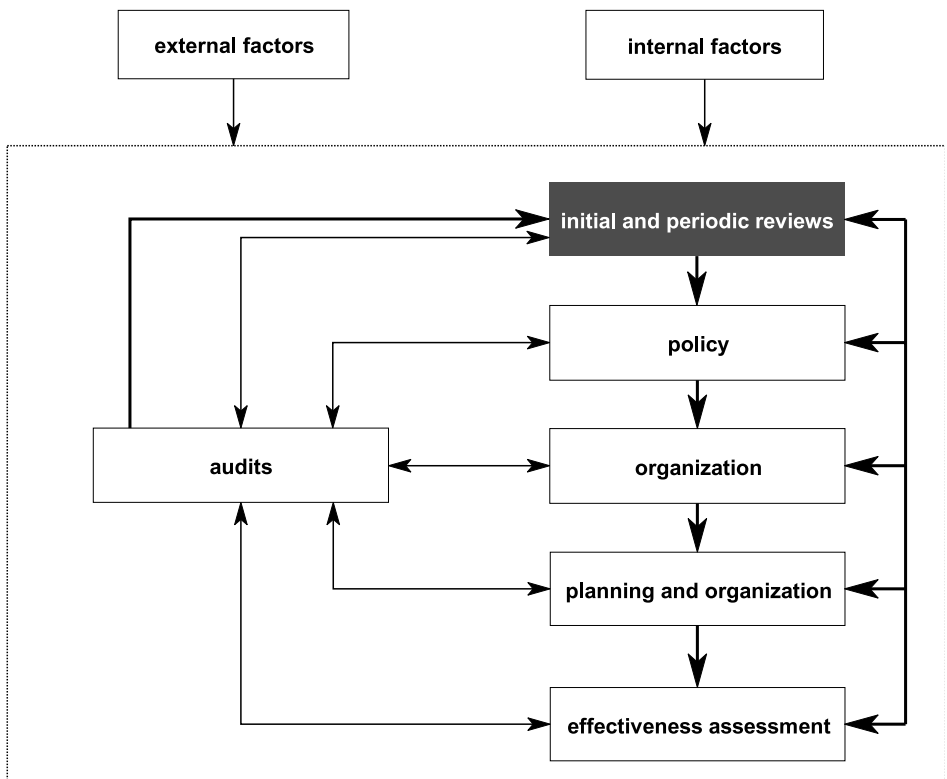 external factors
internal factors
initial and periodic reviews
policy
audits
organization
planning and organization
effectiveness assessment